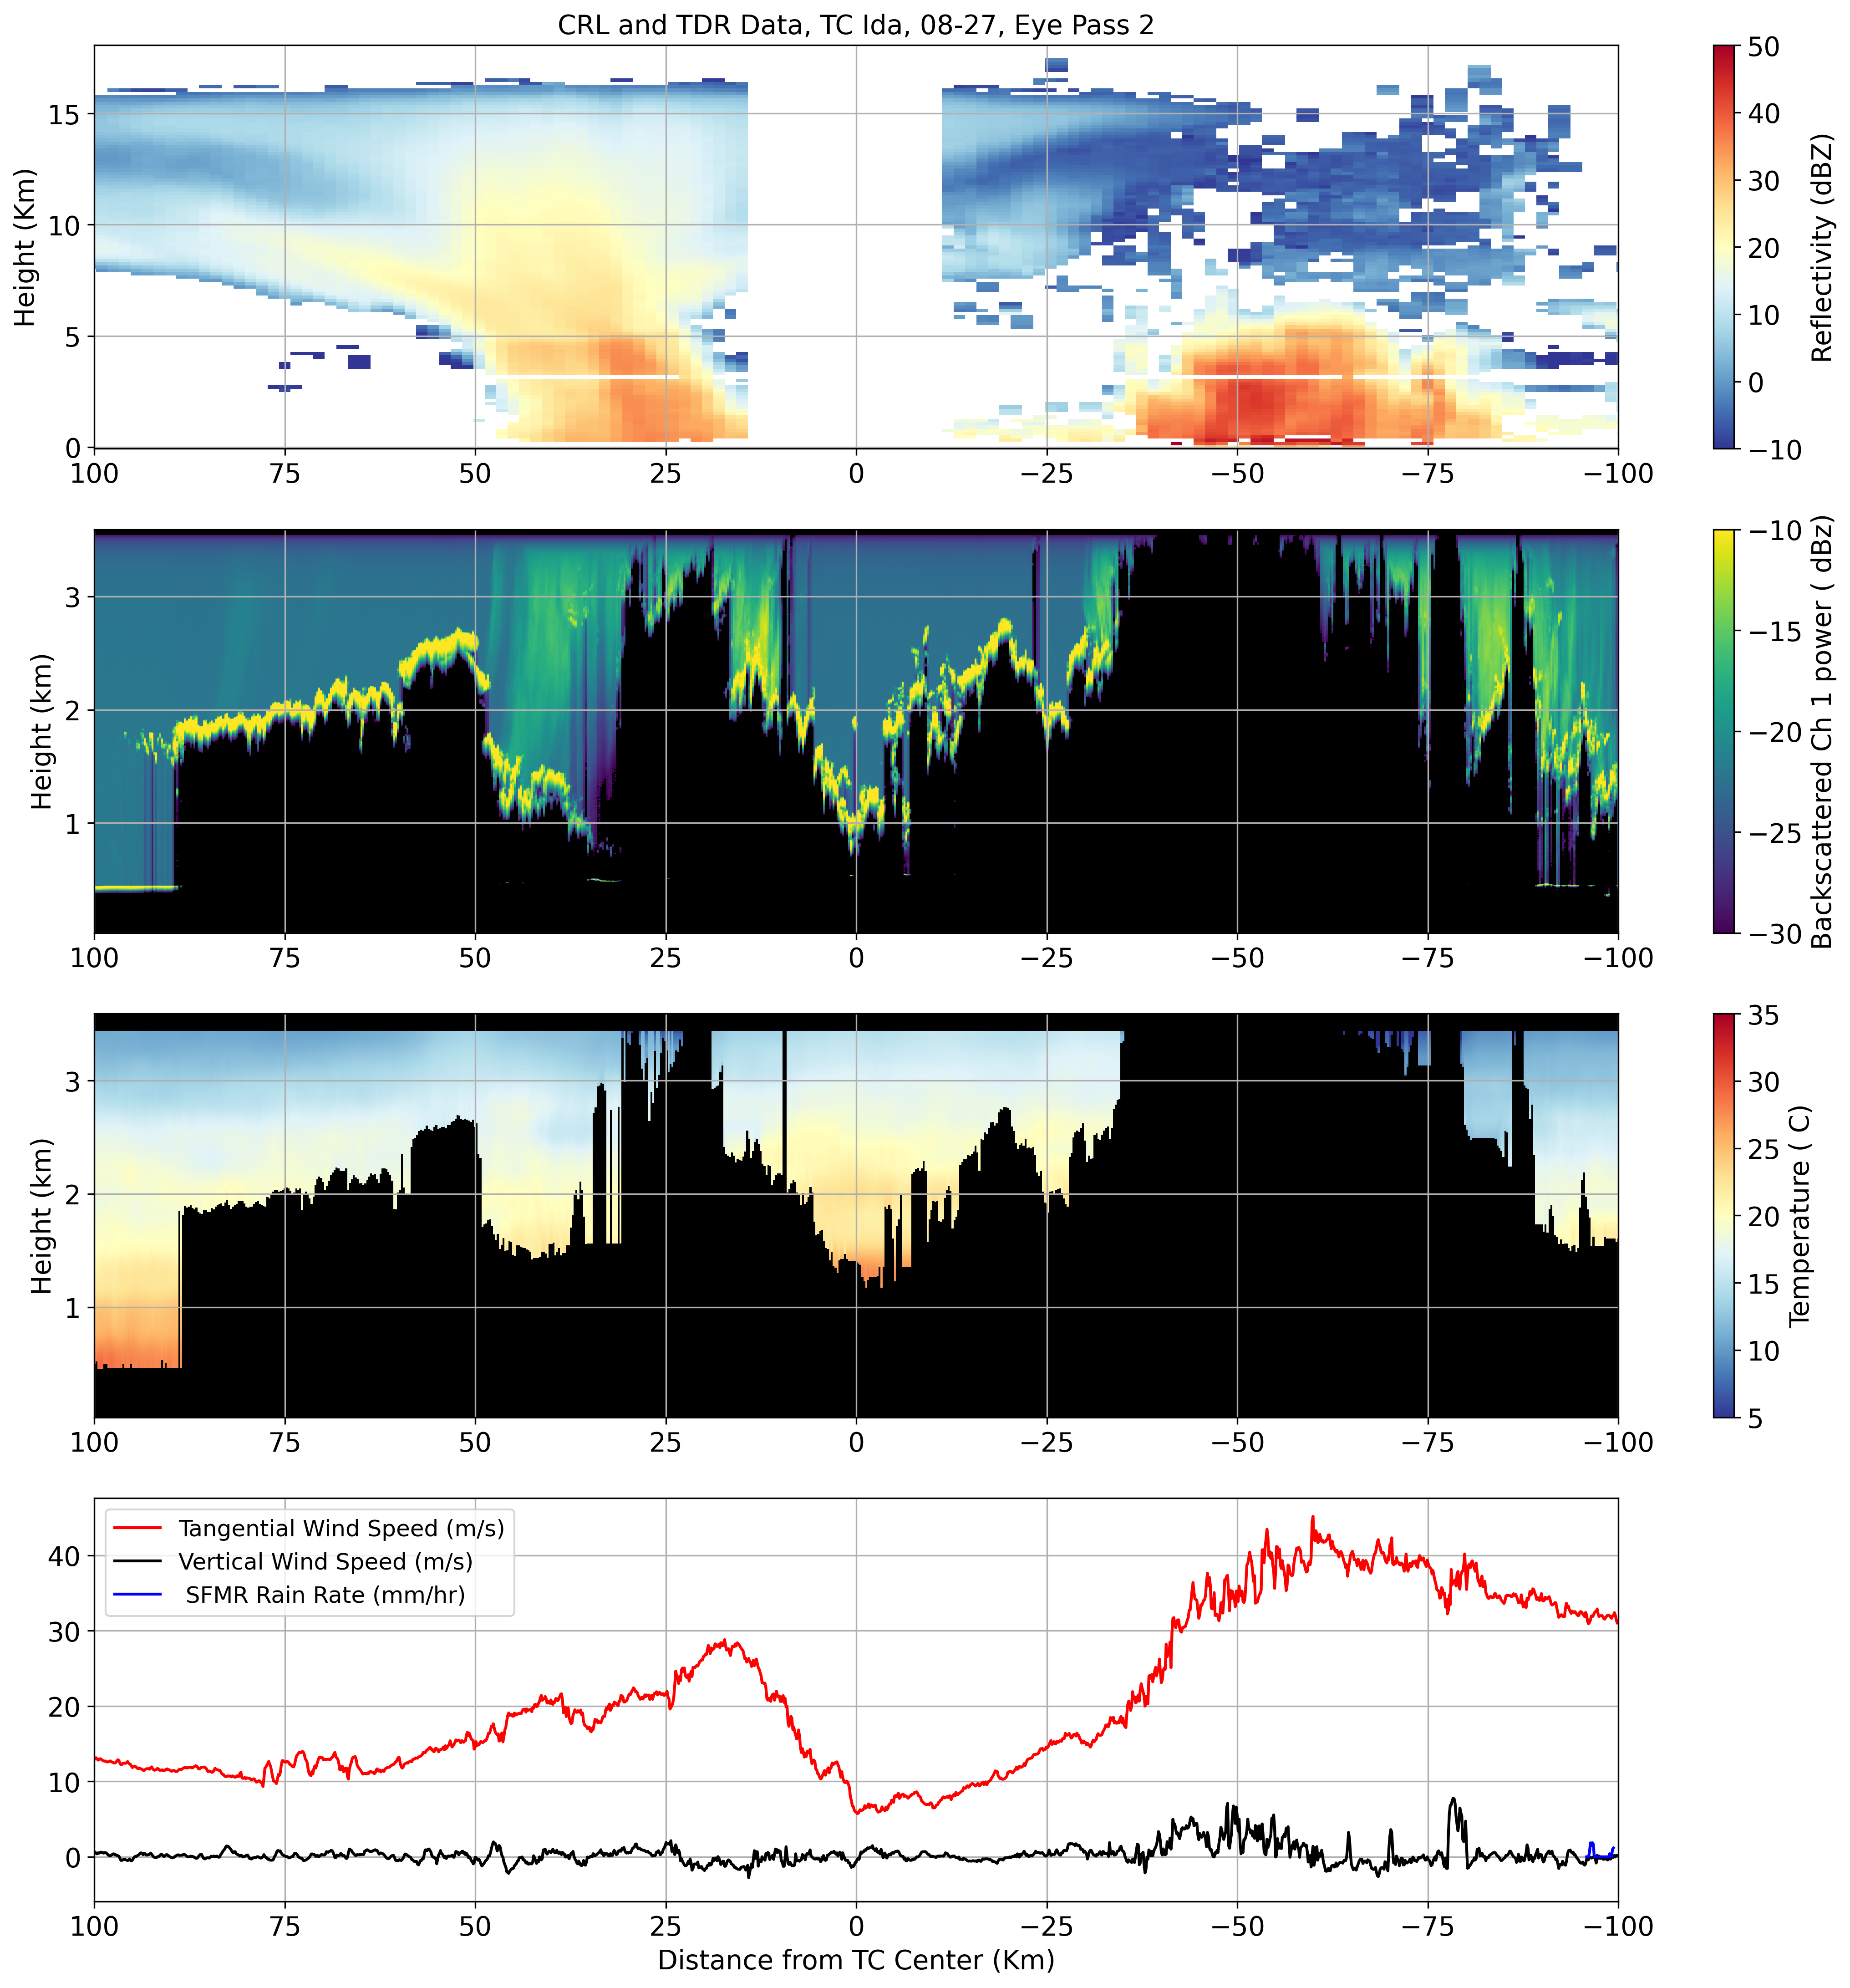 CRL and TDR Data, TC Ida, 08-27, Eye Pass 2
Height (Km)
15
10
5
0
100 75 50 25 0 −25 −50 −75 −100
50
40
30
20
10
0
−10
Reflectivity (dBZ)
Height (km)
3
2
1
100 75 50 25 0 −25 −50 −75 −100
−10
−15
−20
−25
−30
Backscattered Ch 1 power ( dBz)
Height (km)
3
2
1
100 75 50 25 0 −25 −50 −75 −100
35
30
25
20
15
10
5
Temperature ( C)
Tangential Wind Speed (m/s)
Vertical Wind Speed (m/s)
SFMR Rain Rate (mm/hr)
40
30
20
10
0
100 75 50 25 0 −25 −50 −75 −100
Distance from TC Center (Km)